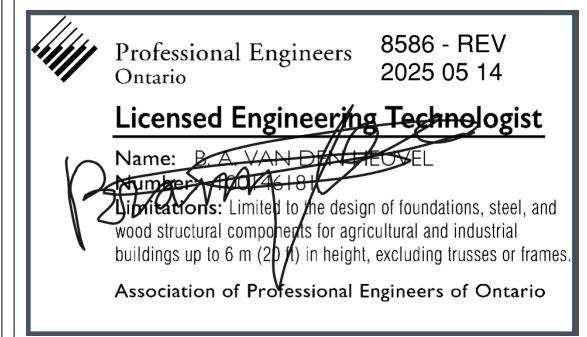 Professional Engineers
Ontario
8586 - REV
2025 05 14
Licensed Engineering Technologist
Name: B. A. VAN DEN HEUVEL
Number:
Limitations: Limited to the design of foundations, steel, and
wood structural components for agricultural and industrial
buildings up to 6 m (20 ft) in height, excluding trusses or frames.
Association of Professional Engineers of Ontario